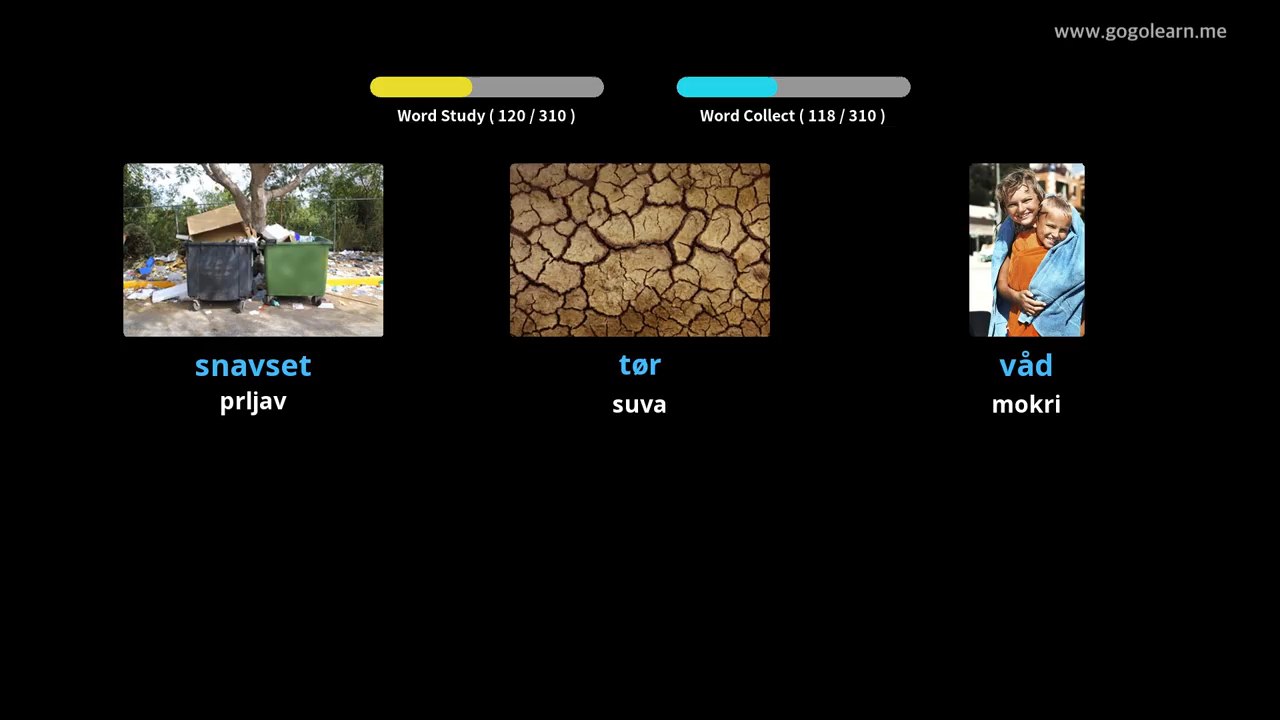 www.gogolearn.me
Word Study ( 120 / 310 )
Word Collect ( 118 / 310 )
snavset
prljav
tør
suva
våd
mokri